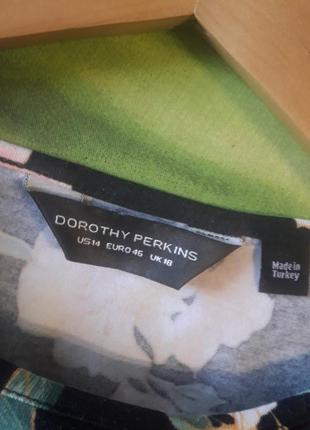 DOROTHY PERKINS
US14 EURO46 UK18
Made in
Turkey